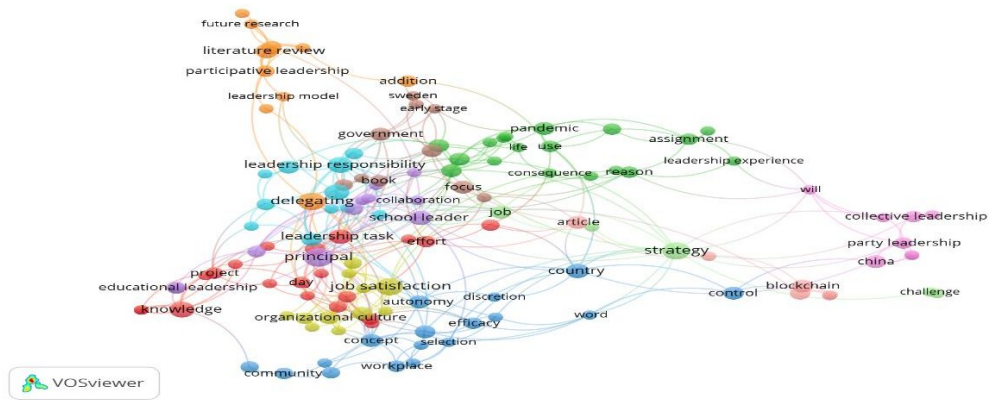 future research
literature review
participative leadership
addition
leadership model
sweden
early stage
government
pandemic
assignment
life
use
leadership responsibility
leadership experience
consequence
reason
book
focus
will
delegating
collaboration
school leader
job
article
collective leadership
leadership task
effort
party leadership
strategy
principal
china
project
country
educational leadership
day
job satisfaction
blockchain
control
challenge
knowledge
autonomy
discretion
organizational culture
efficacy
word
concept
selection
community
workplace
VOSviewer